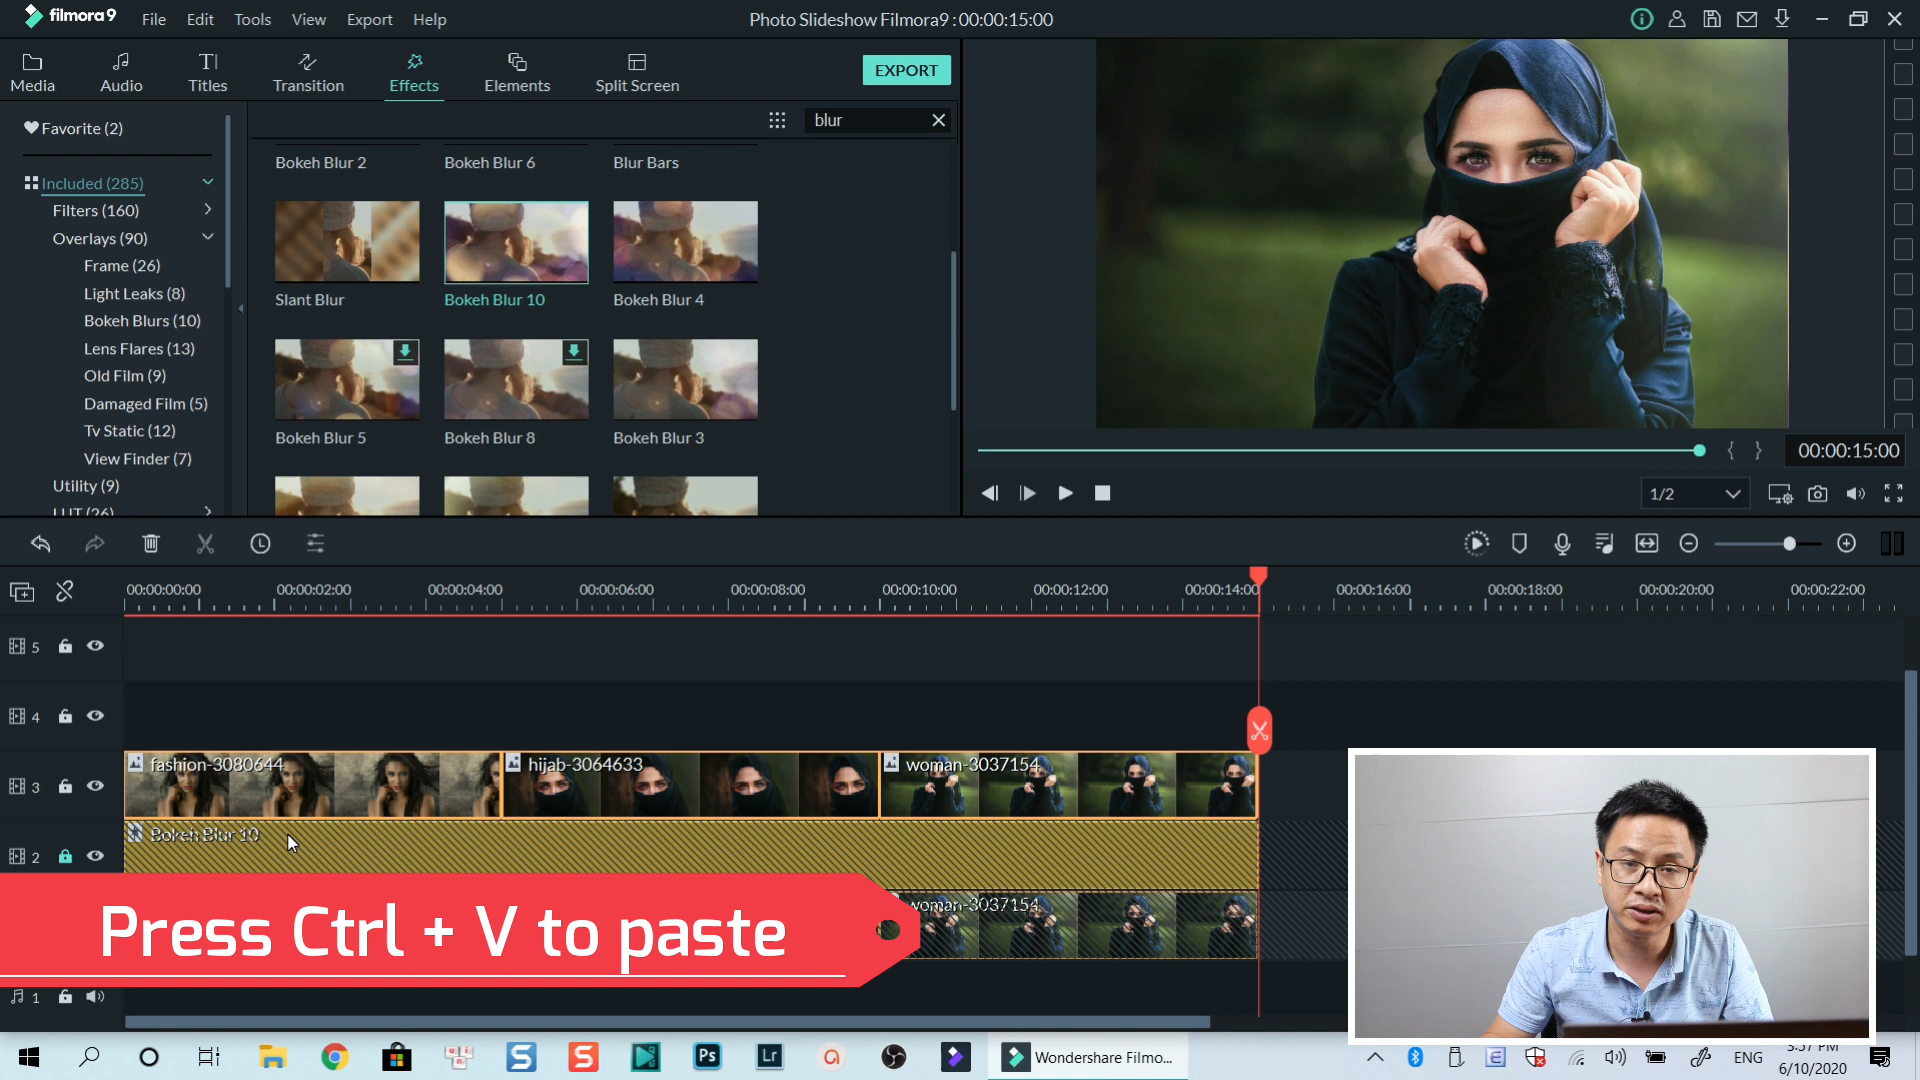 filmora9 File Edit Tools View Export Help Photo Slideshow Filmora9 : 00:00:15:00
Media Audio Titles Transition Effects Elements Split Screen EXPORT
Favorite (2)
blur
Included (285)
Filters (160)
Overlays (90)
Frame (26)
Light Leaks (8)
Bokeh Blurs (10)
Lens Flares (13)
Old Film (9)
Damaged Film (5)
Tv Static (12)
View Finder (7)
Utility (9)
LUT (26)
Bokeh Blur 2 Bokeh Blur 6 Blur Bars
Slant Blur Bokeh Blur 10 Bokeh Blur 4
Bokeh Blur 5 Bokeh Blur 8 Bokeh Blur 3
00:00:15:00
1/2
00:00:00:00 00:00:02:00 00:00:04:00 00:00:06:00 00:00:08:00 00:00:10:00 00:00:12:00 00:00:14:00 00:00:16:00 00:00:18:00 00:00:20:00 00:00:22:00
5
4
3 fashion-3080644 hijab-3064633 woman-3037154
2 Bokeh Blur 10
woman-3037154
Press Ctrl + V to paste
1
S S Ps Lr Wondershare Filmo... ENG
3:57 PM
6/10/2020